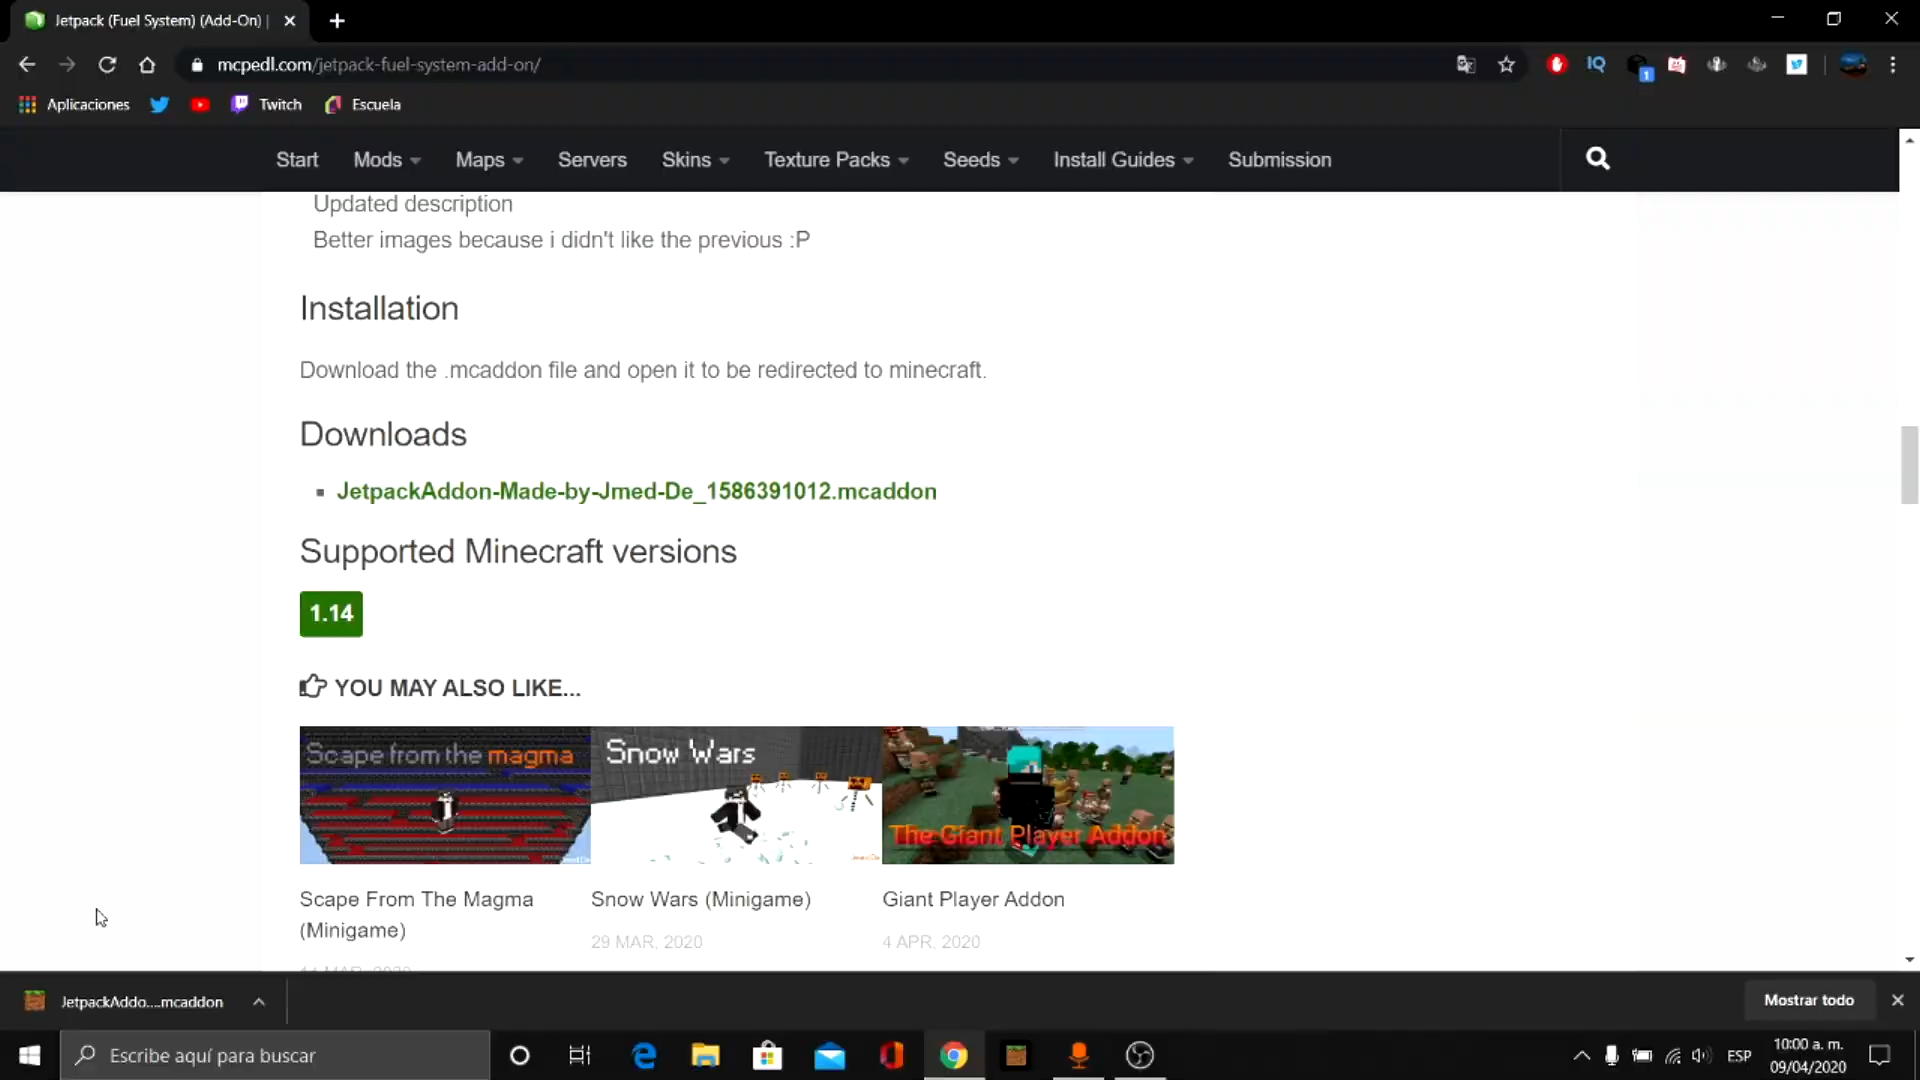 Jetpack (Fuel System) (Add-On) |
mcpedl.com/jetpack-fuel-system-add-on/
IQ
1
Aplicaciones
Twitch
Escuela
Start
Mods
Maps
Servers
Skins
Texture Packs
Seeds
Install Guides
Submission
Updated description
Better images because i didn't like the previous :P
Installation
Download the .mcaddon file and open it to be redirected to minecraft.
Downloads
JetpackAddon-Made-by-Jmed-De_1586391012.mcaddon
Supported Minecraft versions
1.14
YOU MAY ALSO LIKE...
Scape from the magma
Snow Wars
The Giant Player Addon
Scape From The Magma
(Minigame)
Snow Wars (Minigame)
29 MAR, 2020
Giant Player Addon
4 APR, 2020
JetpackAddo....mcaddon
Mostrar todo
Escribe aquí para buscar
ESP
10:00 a. m.
09/04/2020